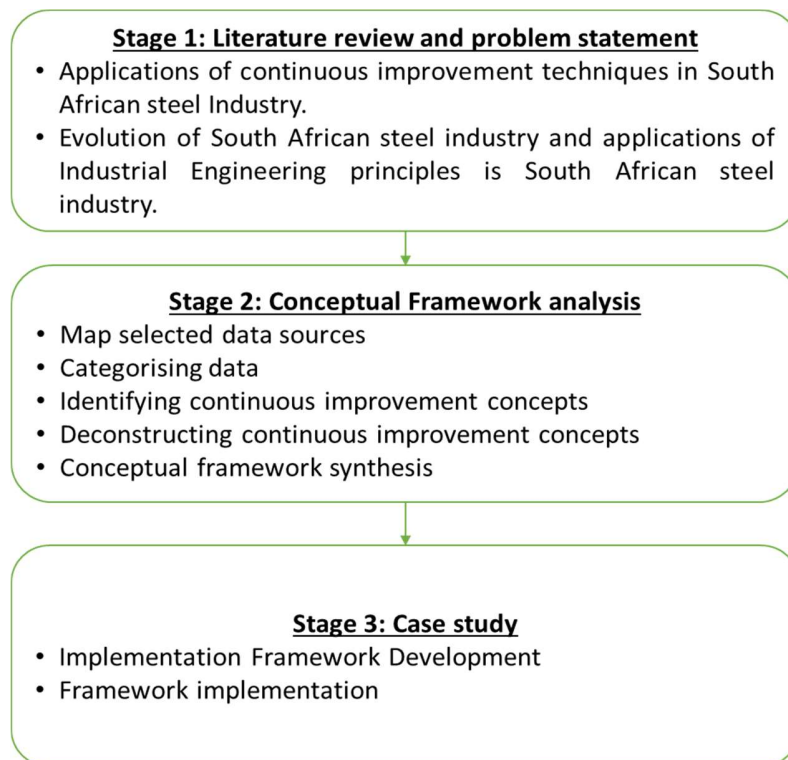 Stage 1: Literature review and problem statement
• Applications of continuous improvement techniques in South
African steel Industry.
• Evolution of South African steel industry and applications of
Industrial Engineering principles is South African steel
industry.
Stage 2: Conceptual Framework analysis
• Map selected data sources
• Categorising data
• Identifying continuous improvement concepts
• Deconstructing continuous improvement concepts
• Conceptual framework synthesis
Stage 3: Case study
• Implementation Framework Development
• Framework implementation